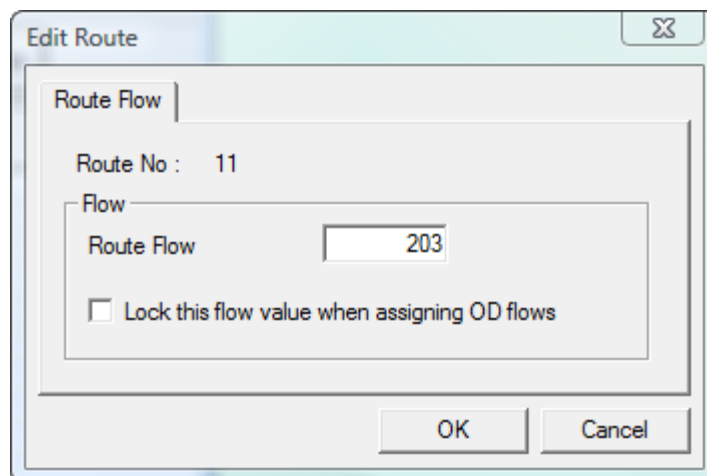 Edit Route
Route Flow
Route No : 11
Flow
Route Flow 203
Lock this flow value when assigning OD flows
OK Cancel